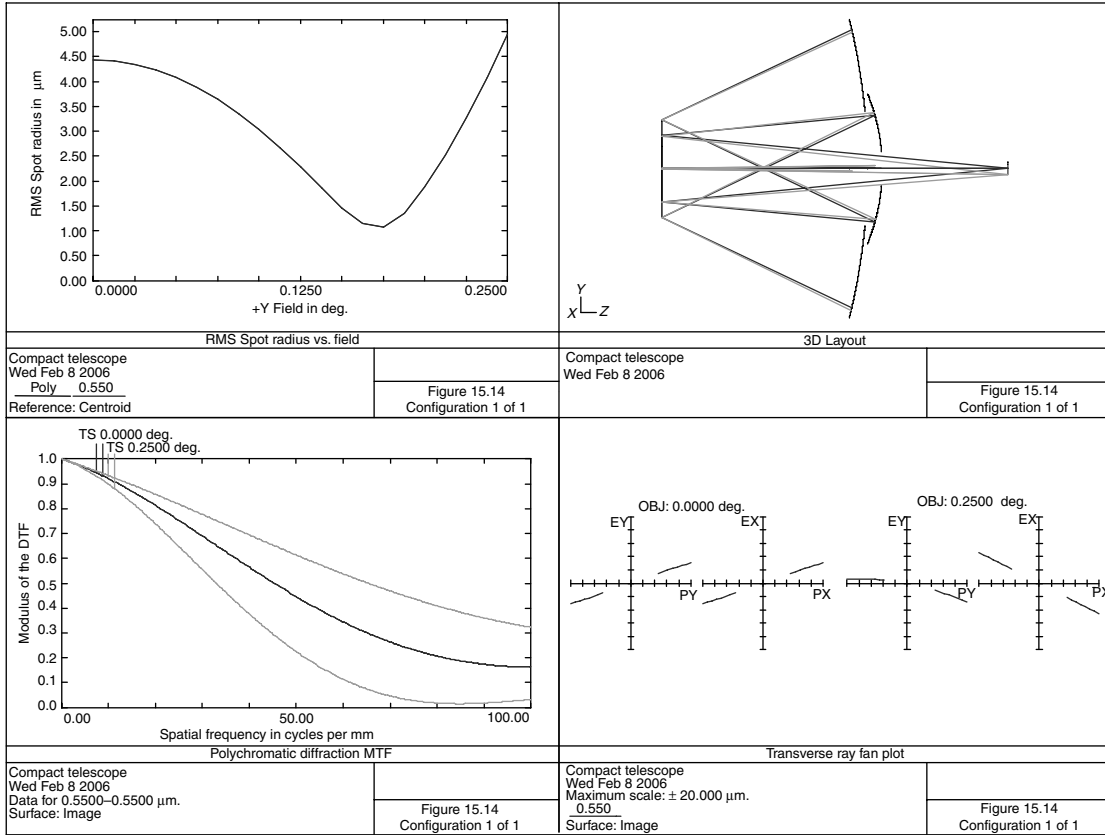 5.00
4.50
4.00
3.50
3.00
2.50
2.00
1.50
1.00
0.50
0.00
RMS Spot radius in μm
0.0000
0.1250
0.2500
+Y Field in deg.
RMS Spot radius vs. field
Compact telescope
Wed Feb 8 2006
Poly 0.550
Reference: Centroid
Figure 15.14
Configuration 1 of 1
Y
X
Z
3D Layout
Compact telescope
Wed Feb 8 2006
Figure 15.14
Configuration 1 of 1
TS 0.0000 deg.
TS 0.2500 deg.
1.0
0.9
0.8
0.7
0.6
0.5
0.4
0.3
0.2
0.1
0.0
Modulus of the DTF
0.00
50.00
100.00
Spatial frequency in cycles per mm
Polychromatic diffraction MTF
Compact telescope
Wed Feb 8 2006
Data for 0.5500–0.5500 μm.
Surface: Image
Figure 15.14
Configuration 1 of 1
OBJ: 0.0000 deg.
EY
EX
PY
PX
OBJ: 0.2500 deg.
EY
EX
PY
PX
Transverse ray fan plot
Compact telescope
Wed Feb 8 2006
Maximum scale: ± 20.000 μm.
0.550
Surface: Image
Figure 15.14
Configuration 1 of 1